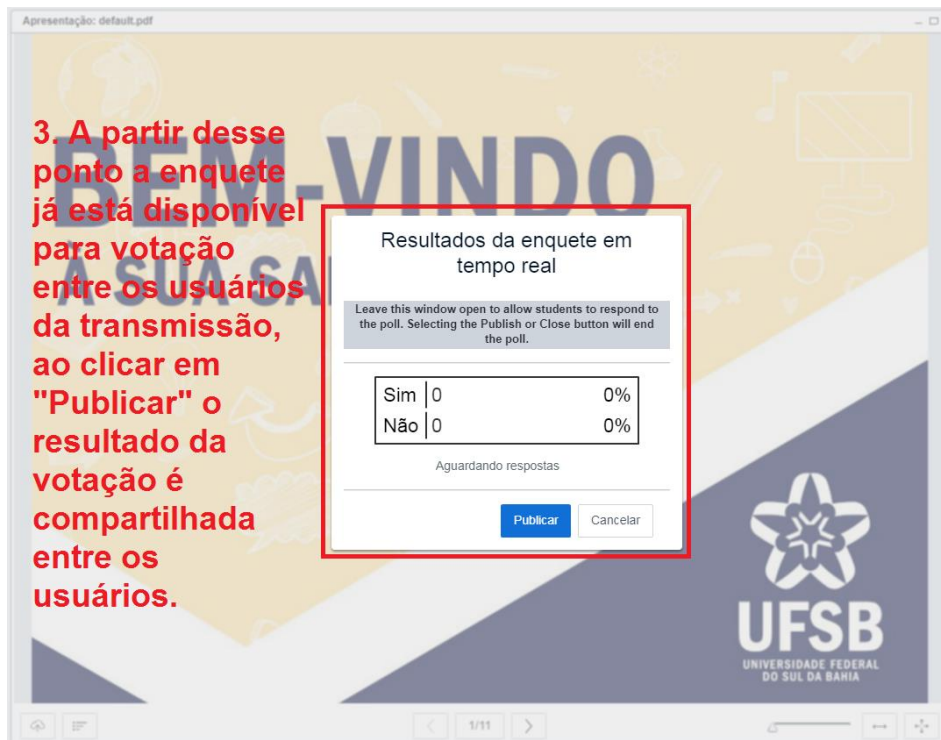 Apresentação: default.pdf
BEM-VINDO
À SUA SA
3. A partir desse
ponto a enquete
já está disponível
para votação
entre os usuários
da transmissão,
ao clicar em
"Publicar" o
resultado da
votação é
compartilhada
entre os
usuários.
Resultados da enquete em
tempo real
Leave this window open to allow students to respond to
the poll. Selecting the Publish or Close button will end
the poll.
Sim 0 0%
Não 0 0%
Aguardando respostas
Publicar Cancelar
UFSB
UNIVERSIDADE FEDERAL
DO SUL DA BAHIA
1/11